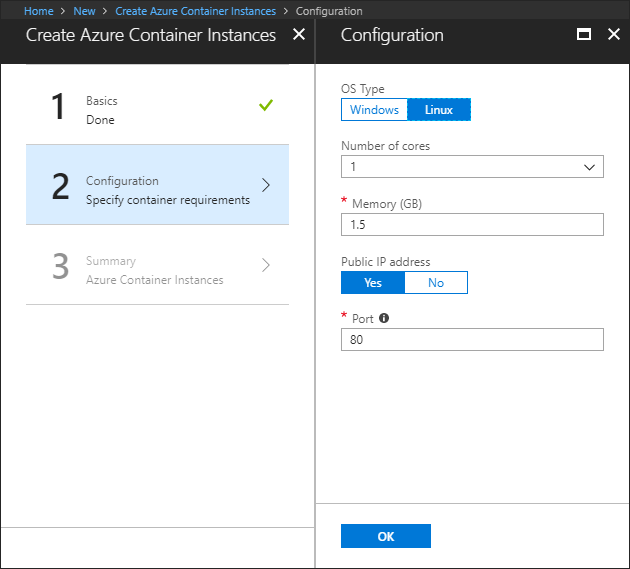 Home > New > Create Azure Container Instances > Configuration
Create Azure Container Instances
1
Basics
Done
2
Configuration
Specify container requirements
3
Summary
Azure Container Instances
Configuration
OS Type
Windows Linux
Number of cores
1
* Memory (GB)
1.5
Public IP address
Yes No
* Port
80
OK